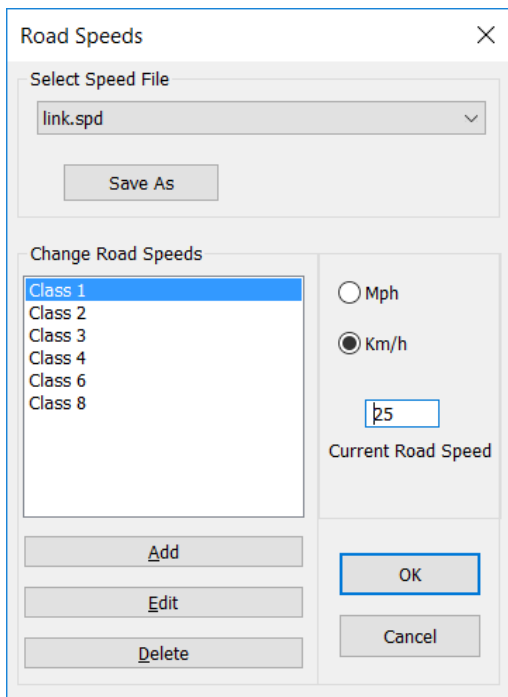 Road Speeds
Select Speed File
link.spd
Save As
Change Road Speeds
Class 1
Class 2
Class 3
Class 4
Class 6
Class 8
Mph
Km/h
25
Current Road Speed
Add
Edit
Delete
OK
Cancel